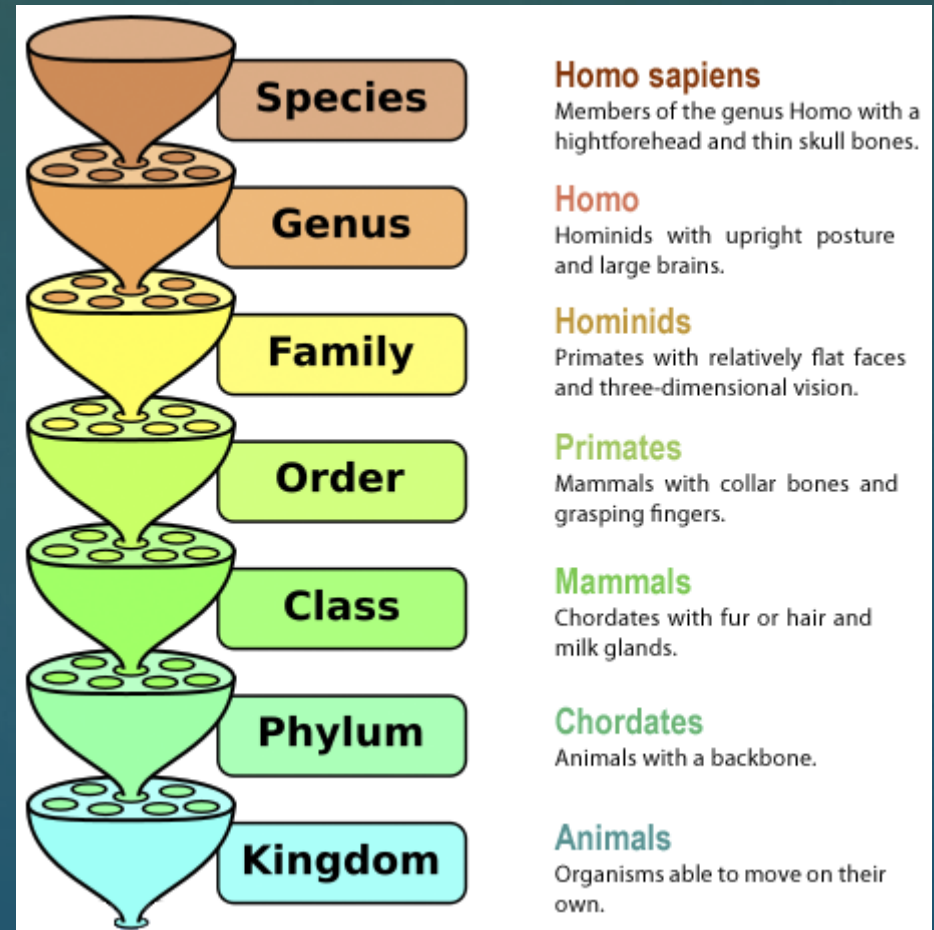 Species
Homo sapiens
Members of the genus Homo with a
hightforehead and thin skull bones.
Genus
Homo
Hominids with upright posture
and large brains.
Family
Hominids
Primates with relatively flat faces
and three-dimensional vision.
Order
Primates
Mammals with collar bones and
grasping fingers.
Class
Mammals
Chordates with fur or hair and
milk glands.
Phylum
Chordates
Animals with a backbone.
Kingdom
Animals
Organisms able to move on their
own.